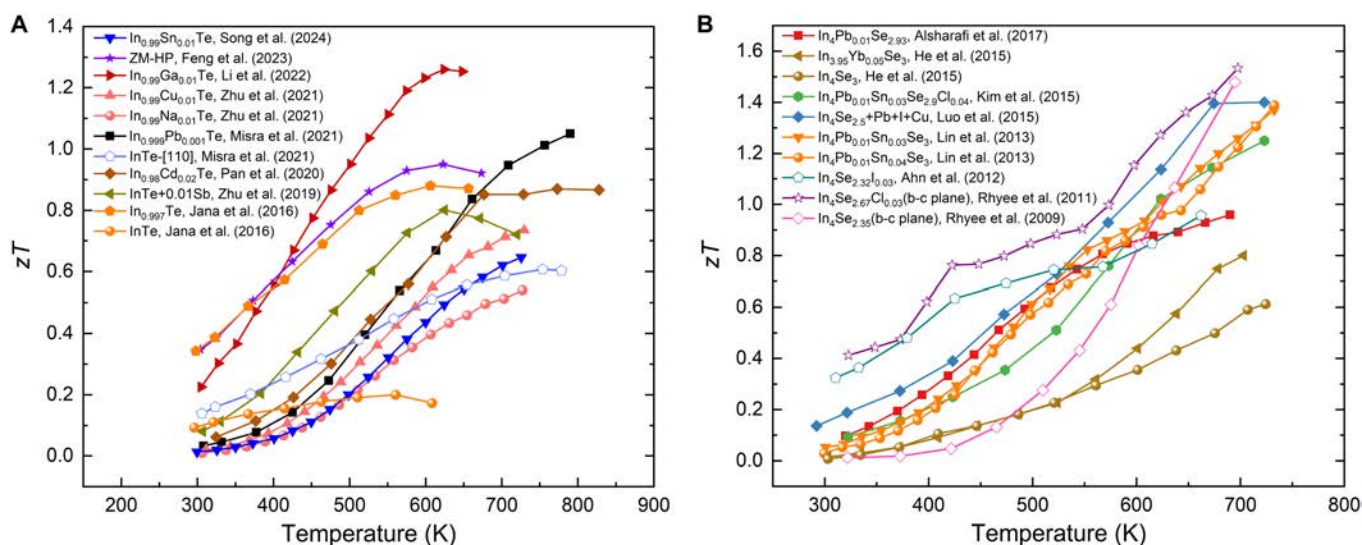 A
zT
1.4
1.2
1.0
0.8
0.6
0.4
0.2
0.0
200 300 400 500 600 700 800 900
Temperature (K)
In0.99Sn0.01Te, Song et al. (2024)
ZM-HP, Feng et al. (2023)
In0.99Ga0.01Te, Li et al. (2022)
In0.99Cu0.01Te, Zhu et al. (2021)
In0.99Na0.01Te, Zhu et al. (2021)
In0.999Pb0.001Te, Misra et al. (2021)
InTe-[110], Misra et al. (2021)
In0.98Cd0.02Te, Pan et al. (2020)
InTe+0.01Sb, Zhu et al. (2019)
In0.997Te, Jana et al. (2016)
InTe, Jana et al. (2016)
B
zT
1.6
1.4
1.2
1.0
0.8
0.6
0.4
0.2
0.0
300 400 500 600 700 800
Temperature (K)
In4Pb0.01Se2.93, Alsharafi et al. (2017)
In3.95Yb0.05Se3, He et al. (2015)
In4Se3, He et al. (2015)
In4Pb0.01Sn0.03Se2.9Cl0.04, Kim et al. (2015)
In4Se2.5+Pb+I+Cu, Luo et al. (2015)
In4Pb0.01Sn0.03Se3, Lin et al. (2013)
In4Pb0.01Sn0.04Se3, Lin et al. (2013)
In4Se2.32I0.03, Ahn et al. (2012)
In4Se2.67Cl0.03(b-c plane), Rhyee et al. (2011)
In4Se2.35(b-c plane), Rhyee et al. (2009)